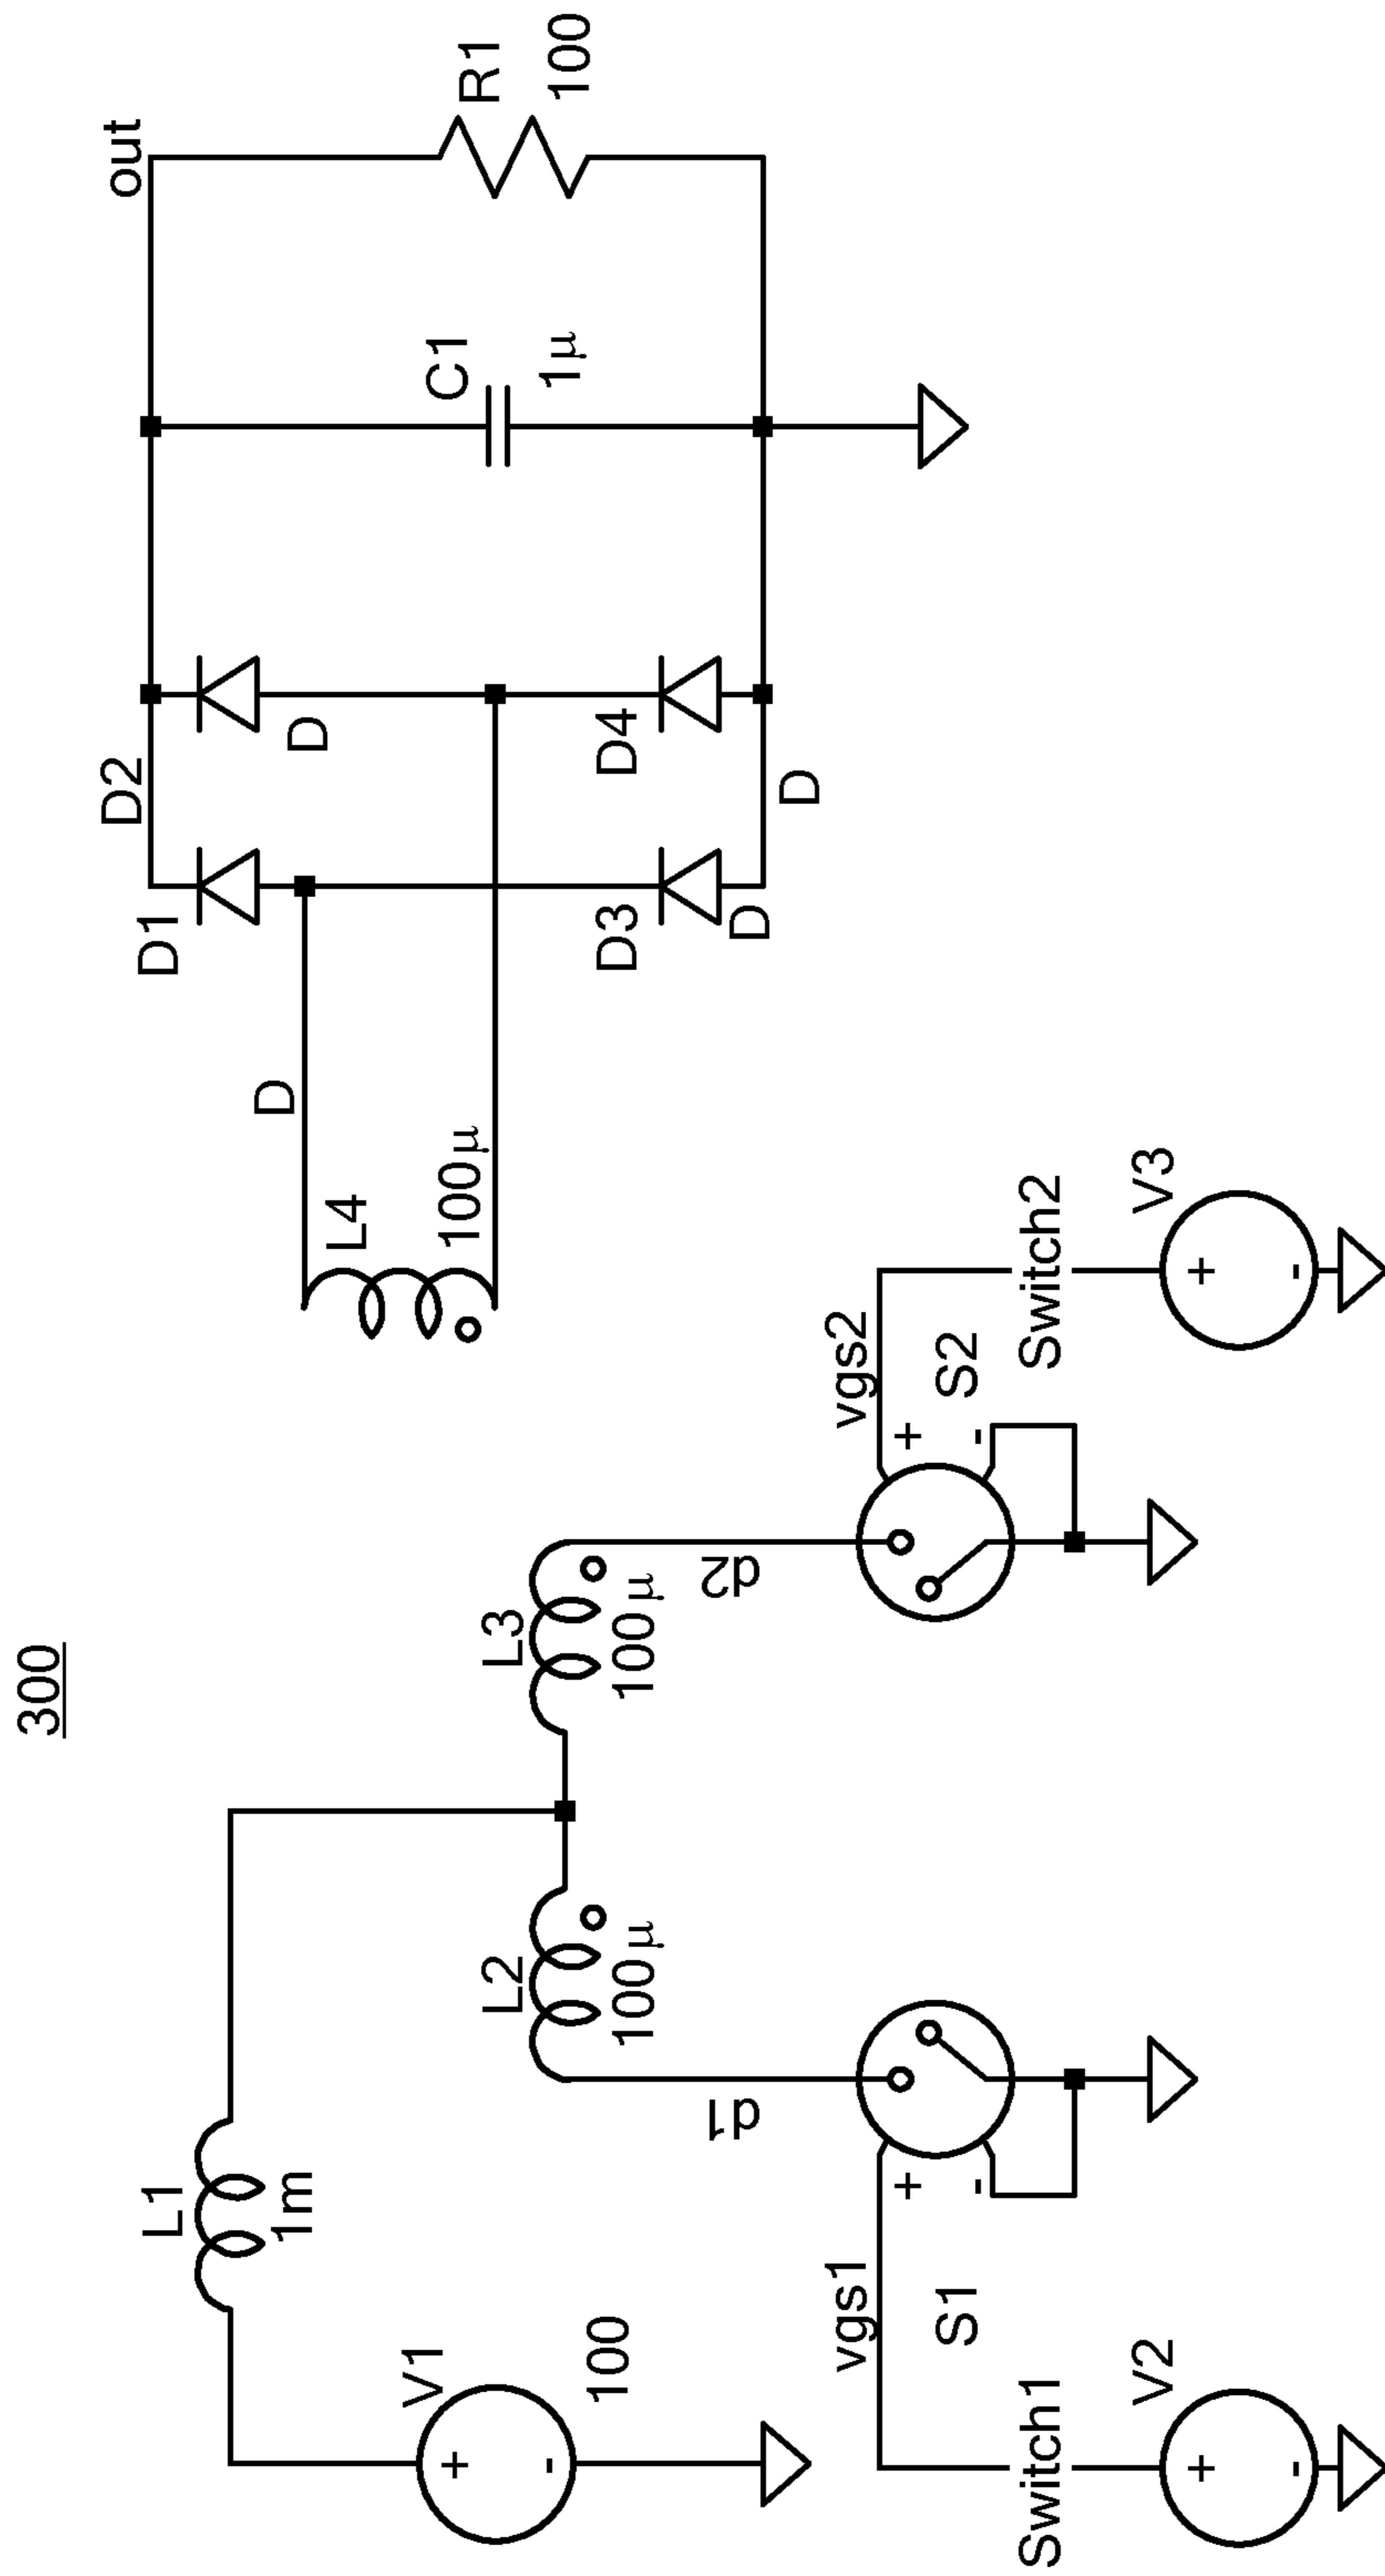 300
L1
1m
V1
+
-
100
L2
100µ
L3
100µ
d1
d2
vgs1
+
-
S1
Switch1
V2
+
-
vgs2
+
-
S2
Switch2
V3
+
-
L4
100µ
D
D1
D2
D
D3
D
D4
D
C1
1µ
out
R1
100